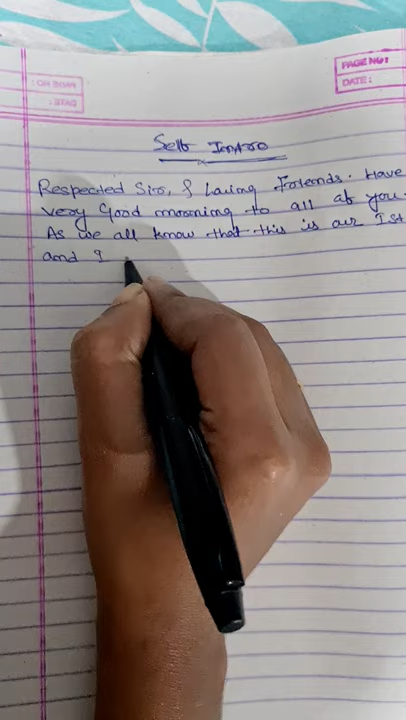 PAGE NO:
DATE:
Self Intro
Respected Sir, & Loving Friends. Have
very Good morning to all of you.
As we all know that this is our 1st
and I